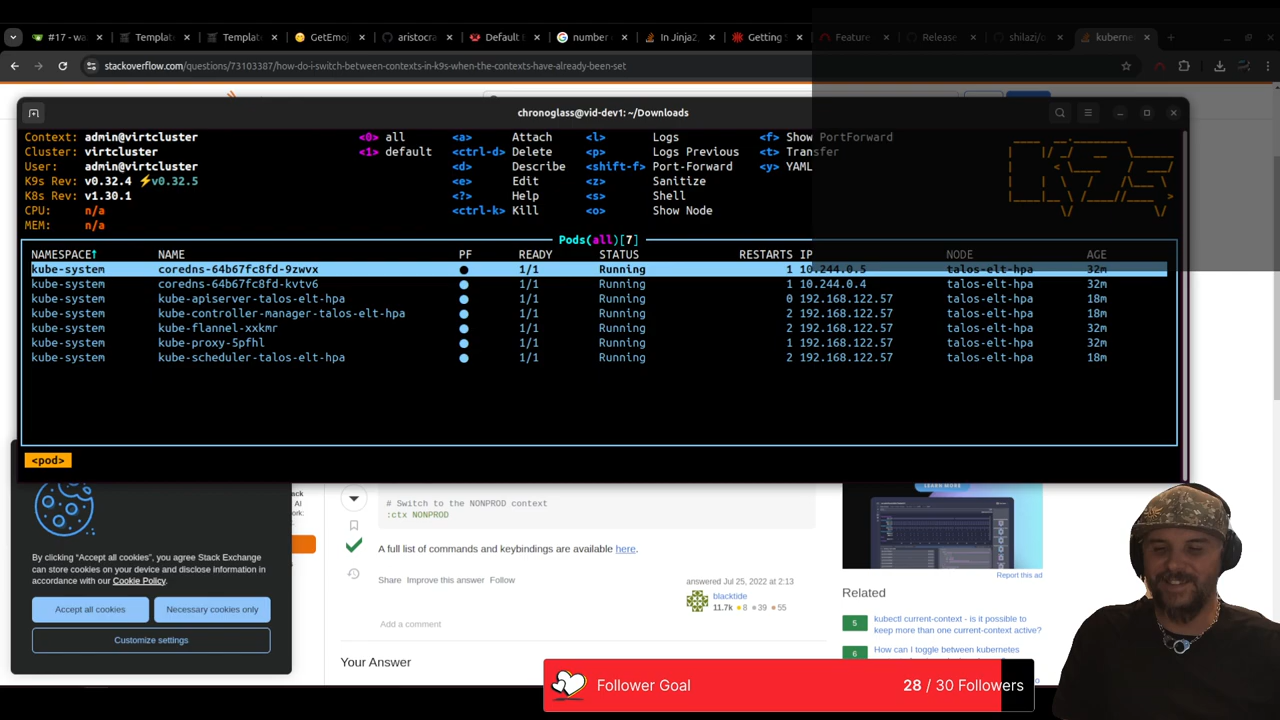 #17 - wa
Template
Template
GetEmoj
aristocra
Default
number
In Jinja2,
Getting S
Feature
Release
shilazi/
kuberne
stackoverflow.com/questions/73103387/how-do-i-switch-between-contexts-in-k9s-when-the-contexts-have-already-been-set
chronoglass@vid-dev1: ~/Downloads
Context: admin@virtcluster <0> all <a> Attach <l> Logs <f> Show PortForward
Cluster: virtcluster <1> default <ctrl-d> Delete <p> Logs Previous <t> Transfer
User: admin@virtcluster <d> Describe <shift-f> Port-Forward <y> YAML
K9s Rev: v0.32.4 ⚡v0.32.5 <e> Edit <z> Sanitize
K8s Rev: v1.30.1 <?> Help <s> Shell
CPU: n/a <ctrl-k> Kill <o> Show Node
MEM: n/a
Pods(all)[7]
NAMESPACE↑ NAME PF READY STATUS RESTARTS IP NODE AGE
kube-system coredns-64b67fc8fd-9zwvx ● 1/1 Running 1 10.244.0.5 talos-elt-hpa 32m
kube-system coredns-64b67fc8fd-kvtv6 ● 1/1 Running 1 10.244.0.4 talos-elt-hpa 32m
kube-system kube-apiserver-talos-elt-hpa ● 1/1 Running 0 192.168.122.57 talos-elt-hpa 18m
kube-system kube-controller-manager-talos-elt-hpa ● 1/1 Running 2 192.168.122.57 talos-elt-hpa 18m
kube-system kube-flannel-xxkmr ● 1/1 Running 2 192.168.122.57 talos-elt-hpa 32m
kube-system kube-proxy-5pfhl ● 1/1 Running 1 192.168.122.57 talos-elt-hpa 32m
kube-system kube-scheduler-talos-elt-hpa ● 1/1 Running 2 192.168.122.57 talos-elt-hpa 18m
<pod>
By clicking “Accept all cookies”, you agree Stack Exchange
can store cookies on your device and disclose information in
accordance with our Cookie Policy.
Accept all cookies
Necessary cookies only
Customize settings
# Switch to the NONPROD context
:ctx NONPROD
A full list of commands and keybindings are available here.
Share Improve this answer Follow
answered Jul 25, 2022 at 2:13
blacktide
11.7k 8 39 55
Add a comment
Your Answer
LEARN MORE
Report this ad
Related
5 kubectl current-context - is it possible to
keep more than one current-context active?
6 How can I toggle between kubernetes
Follower Goal 28 / 30 Followers